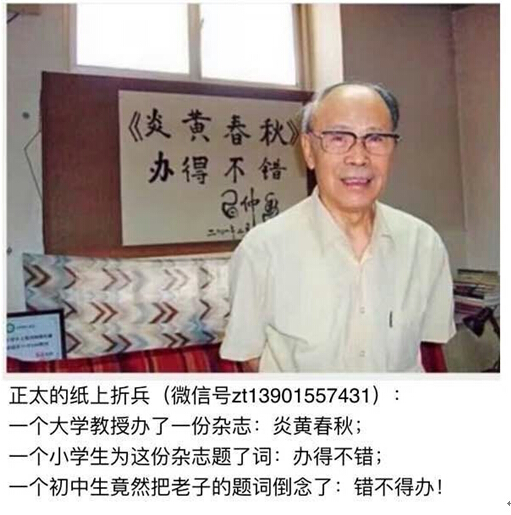 《炎黄春秋》
办得不错
習仲勋
正太的纸上折兵（微信号zt13901557431）：
一个大学教授办了一份杂志：炎黄春秋；
一个小学生为这份杂志题了词：办得不错；
一个初中生竟然把老子的题词倒念了：错不得办！